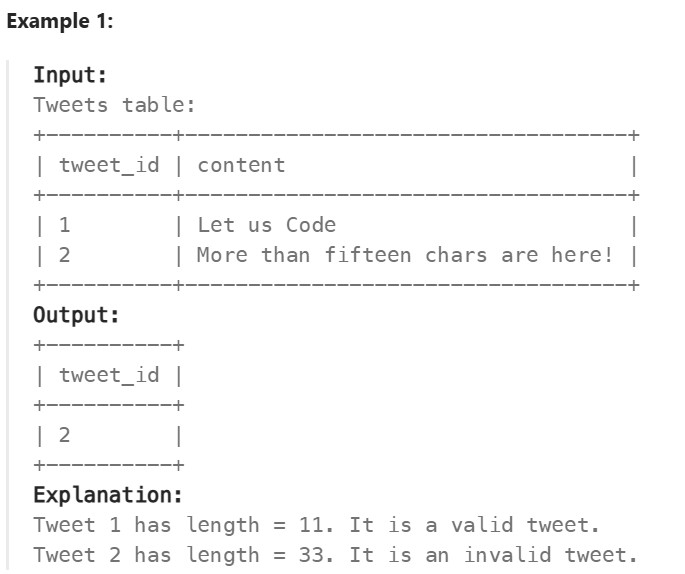 Example 1:
Input:
Tweets table:
+----------+-----------------------------------+
| tweet_id | content                           |
+----------+-----------------------------------+
| 1        | Let us Code                       |
| 2        | More than fifteen chars are here! |
+----------+-----------------------------------+
Output:
+----------+
| tweet_id |
+----------+
| 2        |
+----------+
Explanation:
Tweet 1 has length = 11. It is a valid tweet.
Tweet 2 has length = 33. It is an invalid tweet.